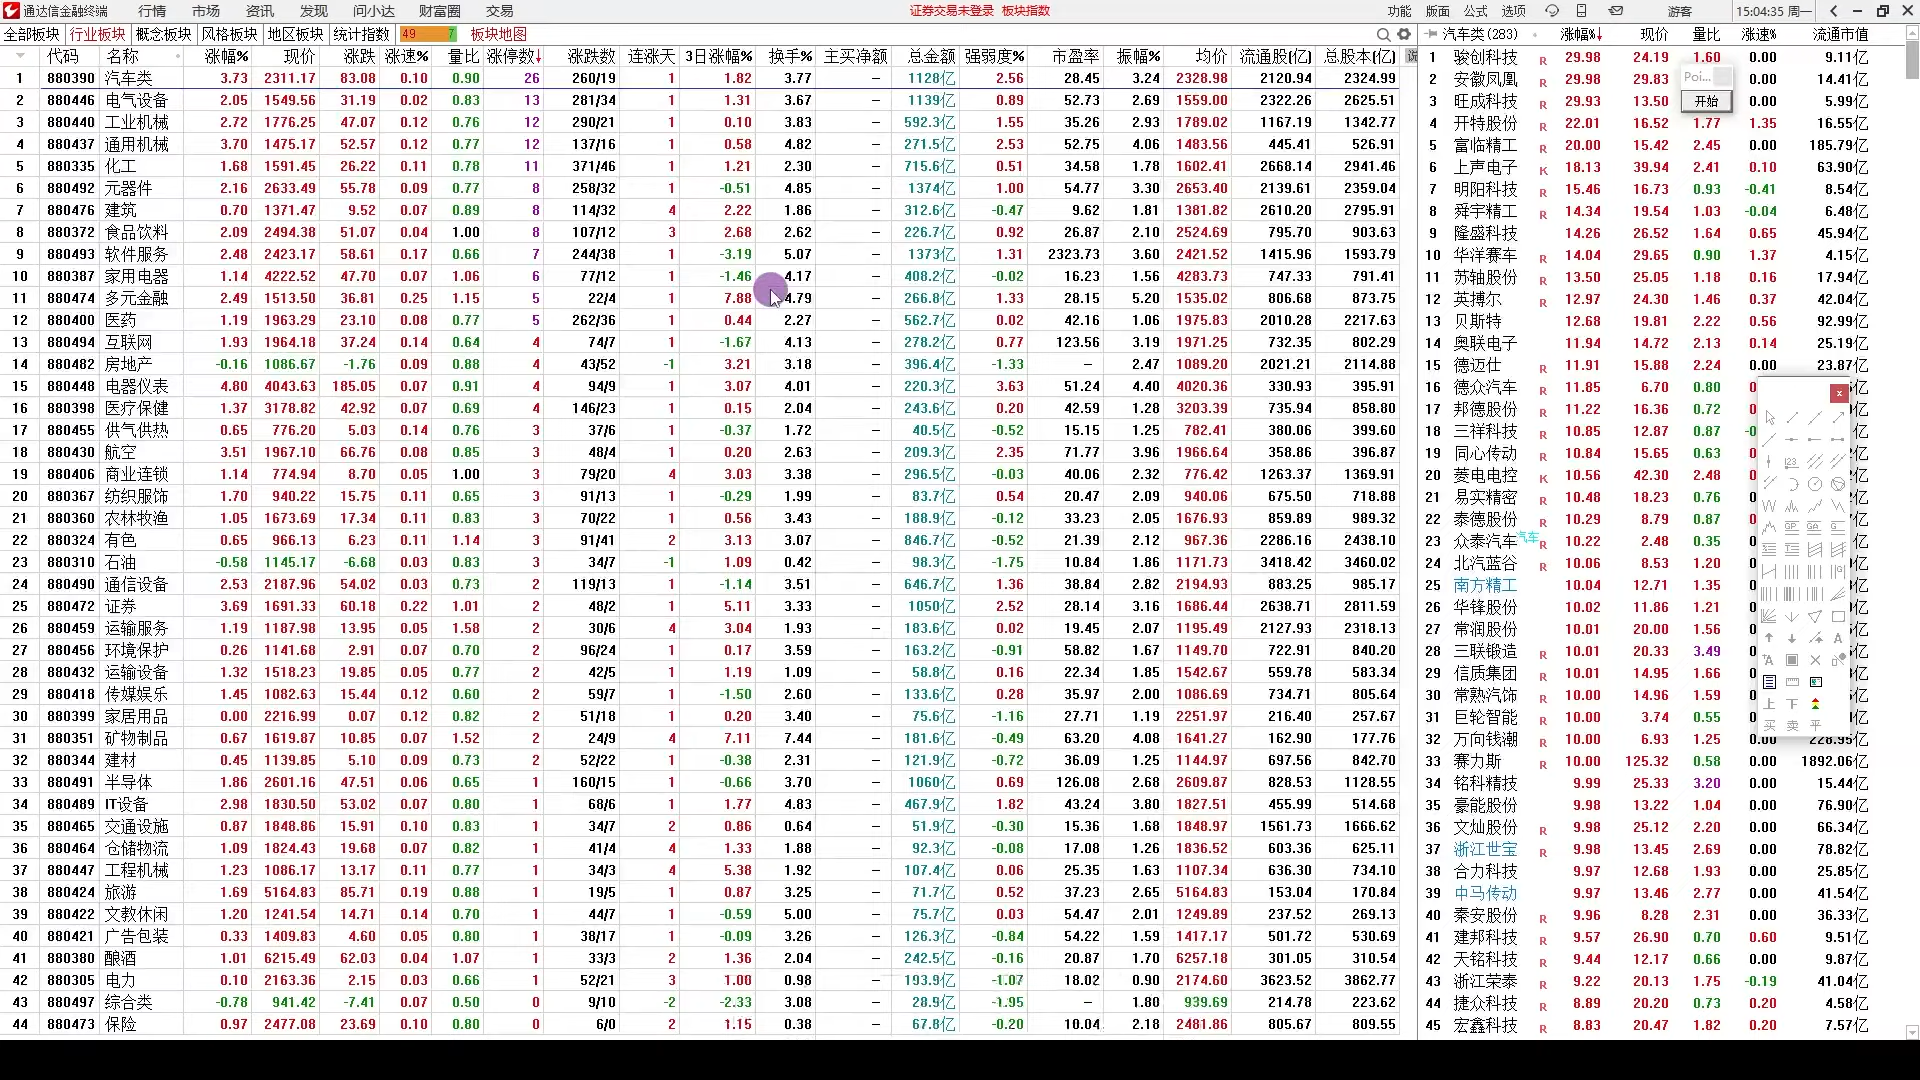 通达信金融终端 行情 市场 资讯 发现 问小达 财富圈 交易 证券交易未登录 板块指数 功能 版面 公式 选项 游客 15:04:35 周一
全部板块 行业板块 概念板块 风格板块 地区板块 统计指数 49 7 板块地图 汽车类(283) 涨幅%↓ 现价 量比 涨速% 流通市值
代码 名称 涨幅% 现价 涨跌 涨速% 量比 涨停数↓ 涨跌数 连涨天 3日涨幅% 换手% 主买净额 总金额 强弱度% 市盈率 振幅% 均价 流通股(亿) 总股本(亿)
1 880390 汽车类 3.73 2311.17 83.08 0.10 0.90 26 260/19 1 1.82 3.77 – 1128亿 2.56 28.45 3.24 2328.98 2120.94 2324.99
2 880446 电气设备 2.05 1549.56 31.19 0.02 0.83 13 281/34 1 1.31 3.67 – 1139亿 0.89 52.73 2.69 1559.00 2322.26 2625.51
3 880440 工业机械 2.72 1776.25 47.07 0.12 0.76 12 290/21 1 0.10 3.83 – 592.3亿 1.55 35.26 2.93 1789.02 1167.19 1342.77
4 880437 通用机械 3.70 1475.17 52.57 0.12 0.77 12 137/16 1 0.58 4.82 – 271.5亿 2.53 52.75 4.06 1483.56 445.41 526.91
5 880335 化工 1.68 1591.45 26.22 0.11 0.78 11 371/46 1 1.21 2.30 – 715.6亿 0.51 34.58 1.78 1602.41 2668.14 2941.46
6 880492 元器件 2.16 2633.49 55.78 0.09 0.77 8 258/32 1 -0.51 4.85 – 1374亿 1.00 54.77 3.30 2653.40 2139.61 2359.04
7 880476 建筑 0.70 1371.47 9.52 0.07 0.89 8 114/32 4 2.22 1.86 – 312.6亿 -0.47 9.62 1.81 1381.82 2610.20 2795.91
8 880372 食品饮料 2.09 2494.38 51.07 0.04 1.00 8 107/12 3 2.68 2.62 – 226.7亿 0.92 26.87 2.10 2524.69 795.70 903.63
9 880493 软件服务 2.48 2423.17 58.61 0.17 0.66 7 244/38 1 -3.19 5.07 – 1373亿 1.31 2323.73 3.60 2421.52 1415.96 1593.79
10 880387 家用电器 1.14 4222.52 47.70 0.07 1.06 6 77/12 1 -1.46 4.17 – 408.2亿 -0.02 16.23 1.56 4283.73 747.33 791.41
11 880474 多元金融 2.49 1513.50 36.81 0.25 1.15 5 22/4 1 7.88 4.79 – 266.8亿 1.33 28.15 5.20 1535.02 806.68 873.75
12 880400 医药 1.19 1963.29 23.10 0.08 0.77 5 262/36 1 0.44 2.27 – 562.7亿 0.02 42.16 1.06 1975.83 2010.28 2217.63
13 880494 互联网 1.93 1964.18 37.24 0.14 0.64 4 74/7 1 -1.67 4.13 – 278.2亿 0.77 123.56 3.19 1971.25 732.35 802.29
14 880482 房地产 -0.16 1086.67 -1.76 0.09 0.88 4 43/52 -1 3.21 3.18 – 396.4亿 -1.33 – 2.47 1089.20 2021.21 2114.88
15 880448 电器仪表 4.80 4043.63 185.05 0.07 0.91 4 94/9 1 3.07 4.01 – 220.3亿 3.63 51.24 4.40 4020.36 330.93 395.91
16 880398 医疗保健 1.37 3178.82 42.92 0.07 0.69 4 146/23 1 0.15 2.04 – 243.6亿 0.20 42.59 1.28 3203.39 735.94 858.80
17 880455 供气供热 0.65 776.20 5.03 0.14 0.76 3 37/6 1 -0.37 1.72 – 40.5亿 -0.52 15.15 1.25 782.41 380.06 399.60
18 880430 航空 3.51 1967.10 66.76 0.08 0.85 3 48/4 1 0.20 2.63 – 209.3亿 2.35 71.77 3.96 1966.64 358.86 396.87
19 880406 商业连锁 1.14 774.94 8.70 0.05 1.00 3 79/20 4 3.03 3.38 – 296.5亿 -0.03 40.06 2.32 776.42 1263.37 1369.91
20 880367 纺织服饰 1.70 940.22 15.75 0.11 0.65 3 91/13 1 -0.29 1.99 – 83.7亿 0.54 20.47 2.09 940.06 675.50 718.88
21 880360 农林牧渔 1.05 1673.69 17.34 0.11 0.83 3 70/22 1 0.56 3.43 – 188.9亿 -0.12 33.23 2.05 1676.93 859.89 989.32
22 880324 有色 0.65 966.13 6.23 0.11 1.14 3 91/41 2 3.13 3.07 – 846.7亿 -0.52 21.39 2.12 967.36 2286.16 2438.10
23 880310 石油 -0.58 1145.17 -6.68 0.03 0.83 3 34/7 -1 1.09 0.42 – 98.3亿 -1.75 10.84 1.86 1171.73 3418.42 3460.02
24 880490 通信设备 2.53 2187.96 54.02 0.03 0.73 2 119/13 1 -1.14 3.51 – 646.7亿 1.36 38.84 2.82 2194.93 883.25 985.17
25 880472 证券 3.69 1691.33 60.18 0.22 1.01 2 48/2 1 5.11 3.33 – 1050亿 2.52 28.14 3.16 1686.44 2638.71 2811.59
26 880459 运输服务 1.19 1187.98 13.95 0.05 1.58 2 30/6 4 3.04 1.93 – 183.6亿 0.02 19.45 2.07 1195.49 2127.93 2318.13
27 880456 环境保护 0.26 1141.68 2.91 0.07 0.70 2 96/24 1 0.17 3.59 – 163.2亿 -0.91 58.82 1.67 1149.70 722.91 840.20
28 880432 运输设备 1.32 1518.23 19.85 0.05 0.77 2 42/5 1 1.19 1.09 – 58.8亿 0.16 22.34 1.85 1542.67 559.78 583.34
29 880418 传媒娱乐 1.45 1082.63 15.44 0.12 0.60 2 59/7 1 -1.50 2.60 – 133.6亿 0.28 35.97 2.00 1086.69 734.71 805.64
30 880399 家居用品 0.00 2216.99 0.07 0.12 0.82 2 51/18 1 0.20 3.40 – 75.6亿 -1.16 27.71 1.19 2251.97 216.40 257.67
31 880351 矿物制品 0.67 1619.87 10.85 0.07 1.52 2 24/9 4 7.11 7.44 – 181.6亿 -0.49 63.20 4.08 1641.27 162.90 177.76
32 880344 建材 0.45 1139.85 5.10 0.09 0.73 2 52/22 1 -0.38 2.31 – 121.9亿 -0.72 36.09 1.25 1144.97 697.56 842.70
33 880491 半导体 1.86 2601.16 47.51 0.06 0.65 1 160/15 1 -0.66 3.70 – 1060亿 0.69 126.08 2.68 2609.87 828.53 1128.55
34 880489 IT设备 2.98 1830.50 53.02 0.07 0.80 1 68/6 1 1.77 4.83 – 467.9亿 1.82 43.24 3.80 1827.51 455.99 514.68
35 880465 交通设施 0.87 1848.86 15.91 0.10 0.83 1 34/7 2 0.86 0.64 – 51.9亿 -0.30 15.36 1.68 1848.97 1561.73 1666.62
36 880464 仓储物流 1.09 1824.43 19.68 0.07 0.82 1 41/4 4 1.33 1.88 – 92.3亿 -0.08 17.08 1.26 1836.52 603.36 625.11
37 880447 工程机械 1.23 1086.17 13.17 0.11 0.77 1 34/3 4 5.38 1.92 – 107.4亿 0.06 25.35 1.63 1107.34 636.30 734.10
38 880424 旅游 1.69 5164.83 85.71 0.19 0.88 1 19/5 1 0.87 3.25 – 71.7亿 0.52 37.23 2.65 5164.83 153.04 170.84
39 880422 文教休闲 1.20 1241.54 14.71 0.14 0.70 1 44/7 1 -0.59 5.00 – 75.7亿 0.03 54.47 2.01 1249.89 237.52 269.13
40 880421 广告包装 0.33 1409.83 4.60 0.05 0.80 1 38/17 1 -0.09 3.26 – 126.3亿 -0.84 54.22 1.59 1417.17 501.72 530.69
41 880380 酿酒 1.01 6215.49 62.03 0.04 1.07 1 33/3 2 1.36 2.04 – 242.5亿 -0.16 20.87 1.70 6257.18 301.05 310.54
42 880305 电力 0.10 2163.36 2.15 0.03 0.66 1 52/21 3 1.00 0.98 – 193.9亿 -1.07 18.02 0.90 2174.60 3623.52 3862.77
43 880497 综合类 -0.78 941.42 -7.41 0.07 0.50 0 9/10 -2 -2.33 3.08 – 28.9亿 -1.95 – 1.80 939.69 214.78 223.62
44 880473 保险 0.97 2477.08 23.69 0.10 0.80 0 6/0 2 1.15 0.38 – 67.8亿 -0.20 10.04 2.18 2481.86 805.67 809.55
1 骏创科技 R 29.98 24.19 1.60 0.00 9.11亿
2 安徽凤凰 R 29.98 29.83 0.00 14.41亿
3 旺成科技 R 29.93 13.50 0.00 5.99亿
4 开特股份 R 22.01 16.52 1.77 1.35 16.55亿
5 富临精工 R 20.00 15.42 2.45 0.00 185.79亿
6 上声电子 K 18.13 39.94 2.41 0.10 63.90亿
7 明阳科技 R 15.46 16.73 0.93 -0.41 8.54亿
8 舜宇精工 R 14.34 19.54 1.03 -0.04 6.48亿
9 隆盛科技 14.26 26.52 1.64 0.65 45.94亿
10 华洋赛车 R 14.04 29.65 0.90 1.37 4.15亿
11 苏轴股份 R 13.50 25.05 1.18 0.16 17.94亿
12 英搏尔 R 12.97 24.30 1.46 0.37 42.04亿
13 贝斯特 12.68 19.81 2.22 0.56 92.99亿
14 奥联电子 11.94 14.72 2.13 0.14 25.19亿
15 德迈仕 R 11.91 15.88 2.24 0.00 23.87亿
16 德众汽车 R 11.85 6.70 0.80
17 邦德股份 R 11.22 16.36 0.72
18 三祥科技 R 10.85 12.87 0.87
19 同心传动 R 10.84 15.65 0.63
20 菱电电控 K 10.56 42.30 2.48
21 易实精密 R 10.48 18.23 0.76
22 泰德股份 R 10.29 8.79 0.87
23 众泰汽车 汽车 R 10.22 2.48 0.35
24 北汽蓝谷 R 10.06 8.53 1.20
25 南方精工 10.04 12.71 1.35
26 华锋股份 10.02 11.86 1.21
27 常润股份 10.01 20.00 1.56
28 三联锻造 R 10.01 20.33 3.49
29 信质集团 R 10.01 14.95 1.66
30 常熟汽饰 R 10.00 14.96 1.59
31 巨轮智能 R 10.00 3.74 0.55
32 万向钱潮 R 10.00 6.93 1.25 0.00 228.95亿
33 赛力斯 R 10.00 125.32 0.58 0.00 1892.06亿
34 铭科精技 9.99 25.33 3.20 0.00 15.44亿
35 豪能股份 9.98 13.22 1.04 0.00 76.90亿
36 文灿股份 R 9.98 25.12 2.20 0.00 66.34亿
37 浙江世宝 R 9.98 13.45 2.69 0.00 78.82亿
38 合力科技 9.97 12.68 1.93 0.00 25.85亿
39 中马传动 9.97 13.46 2.77 0.00 41.54亿
40 秦安股份 R 9.96 8.28 2.31 0.00 36.33亿
41 建邦科技 R 9.57 26.90 0.70 0.60 9.51亿
42 天铭科技 R 9.44 12.17 0.66 0.00 9.87亿
43 浙江荣泰 R 9.22 20.13 1.75 -0.19 41.04亿
44 捷众科技 R 8.89 20.20 0.73 0.20 4.58亿
45 宏鑫科技 R 8.83 20.47 1.82 0.20 7.57亿
Poi...
开始
上 下
买 卖 平